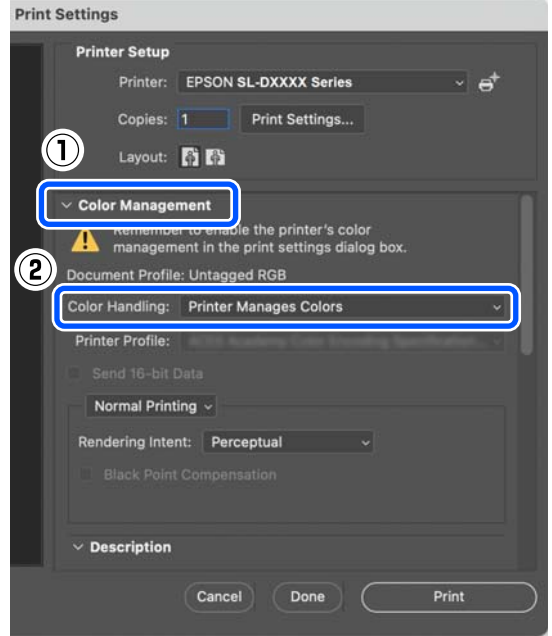 Print Settings
Printer Setup
Printer: EPSON SL-DXXXX Series
Copies: 1 Print Settings...
①
Layout:
Color Management
Remember to enable the printer's color
management in the print settings dialog box.
②
Document Profile: Untagged RGB
Color Handling: Printer Manages Colors
Printer Profile:
Send 16-bit Data
Normal Printing
Rendering Intent: Perceptual
Black Point Compensation
Description
Cancel Done Print